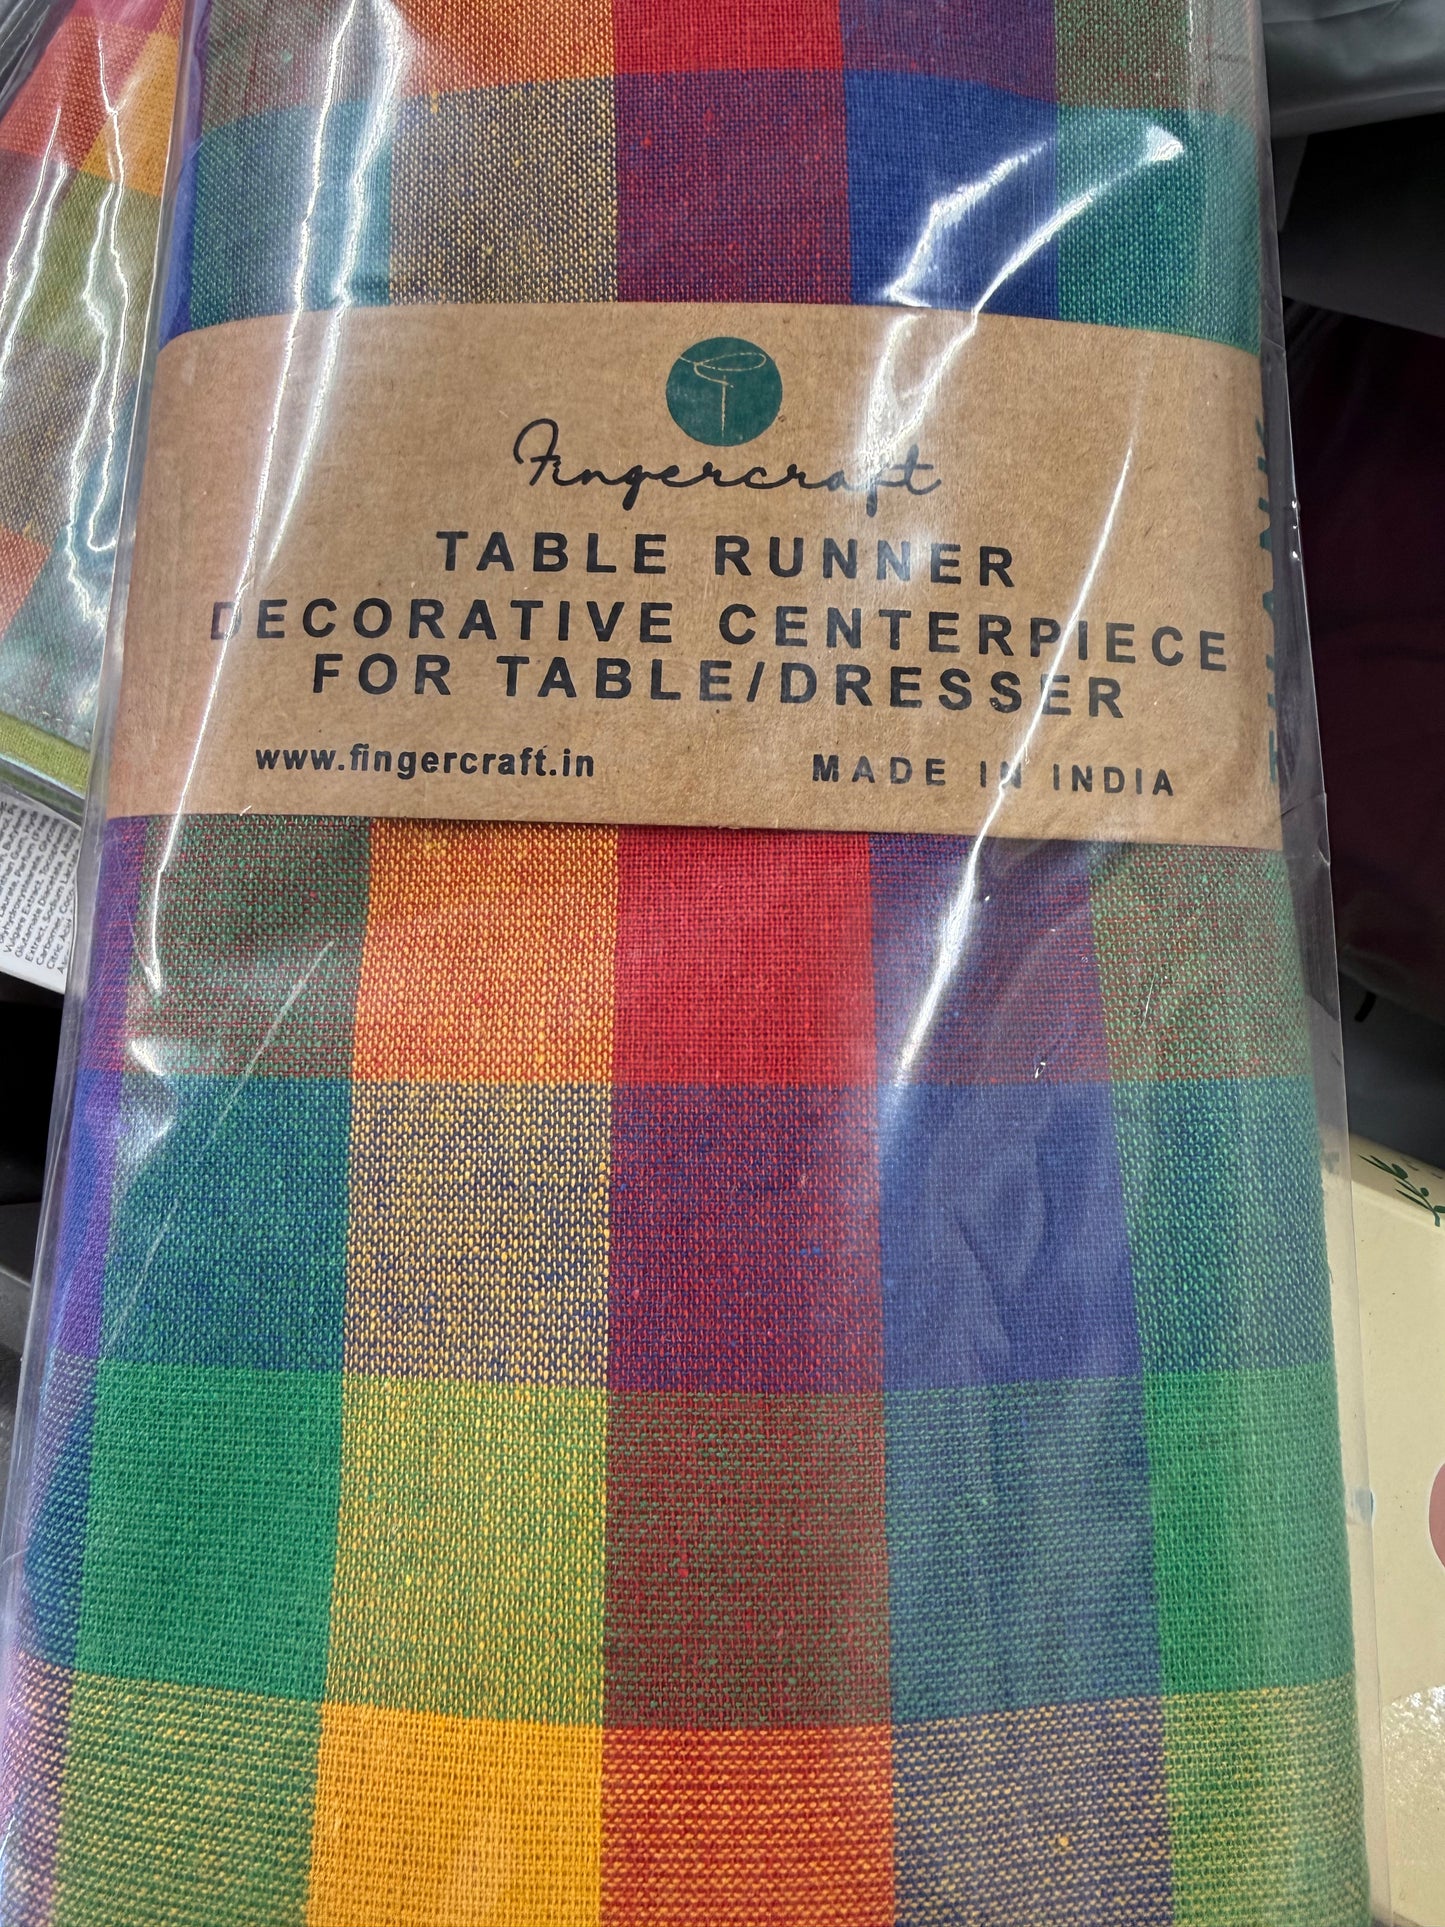 Fingercraft
TABLE RUNNER
DECORATIVE CENTERPIECE
FOR TABLE/DRESSER
www.fingercraft.in
MADE IN INDIA